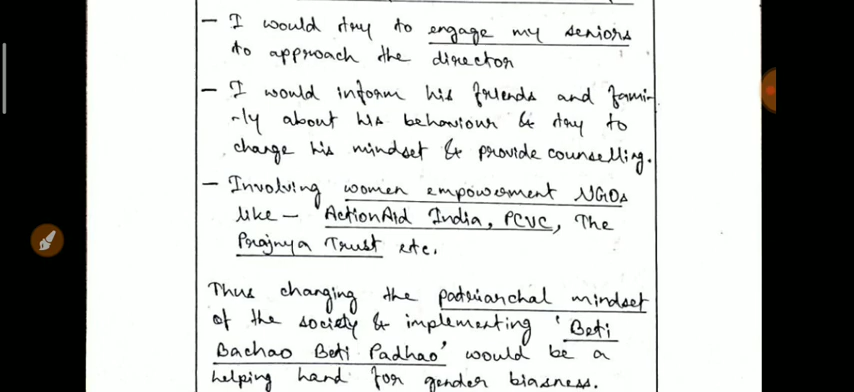 - I would try to engage my seniors
to approach the director
- I would inform his friends and fami-
-ly about his behaviour & try to
change his mindset & provide counselling.
- Involving women empowerment NGOs
like - ActionAid India, PCVC, The
Prajnya Trust etc.
Thus changing the patriarchal mindset
of the society & implementing 'Beti
Bachao Beti Padhao' would be a
helping hand for gender biasness.